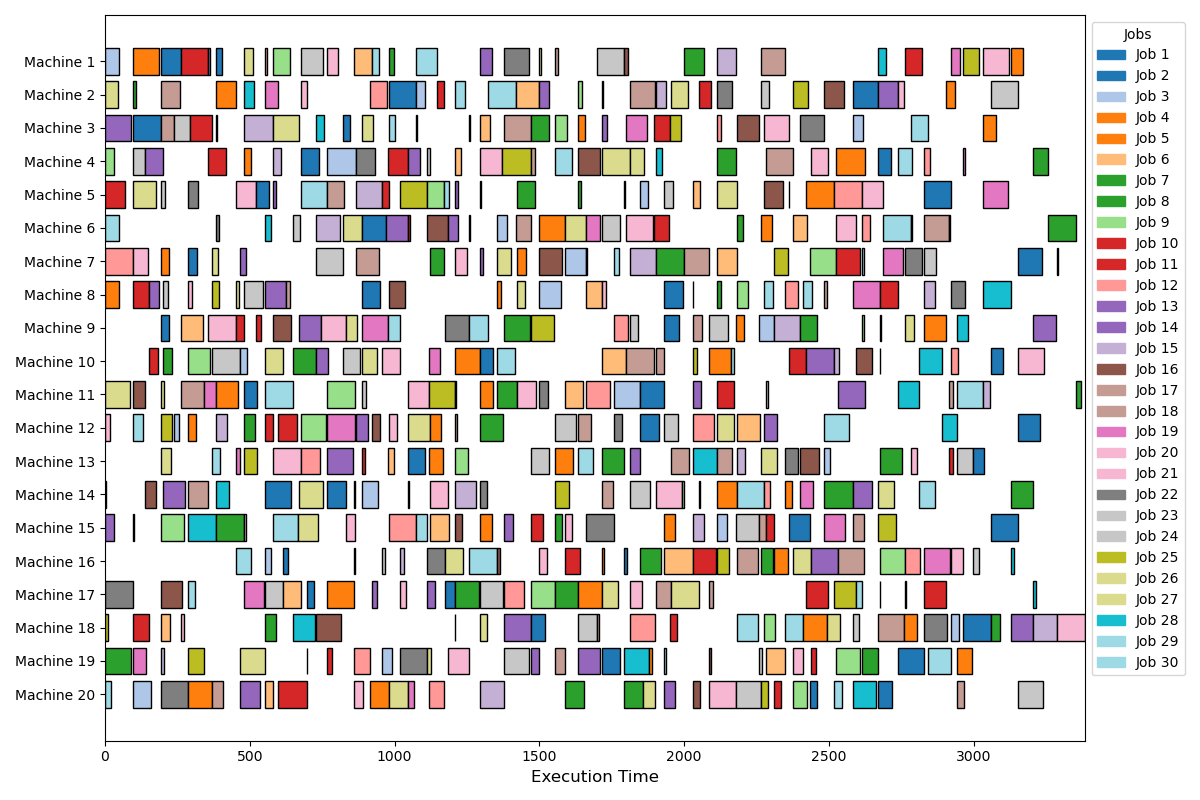 Machine 1
Machine 2
Machine 3
Machine 4
Machine 5
Machine 6
Machine 7
Machine 8
Machine 9
Machine 10
Machine 11
Machine 12
Machine 13
Machine 14
Machine 15
Machine 16
Machine 17
Machine 18
Machine 19
Machine 20
0 500 1000 1500 2000 2500 3000
Execution Time
Jobs
Job 1
Job 2
Job 3
Job 4
Job 5
Job 6
Job 7
Job 8
Job 9
Job 10
Job 11
Job 12
Job 13
Job 14
Job 15
Job 16
Job 17
Job 18
Job 19
Job 20
Job 21
Job 22
Job 23
Job 24
Job 25
Job 26
Job 27
Job 28
Job 29
Job 30